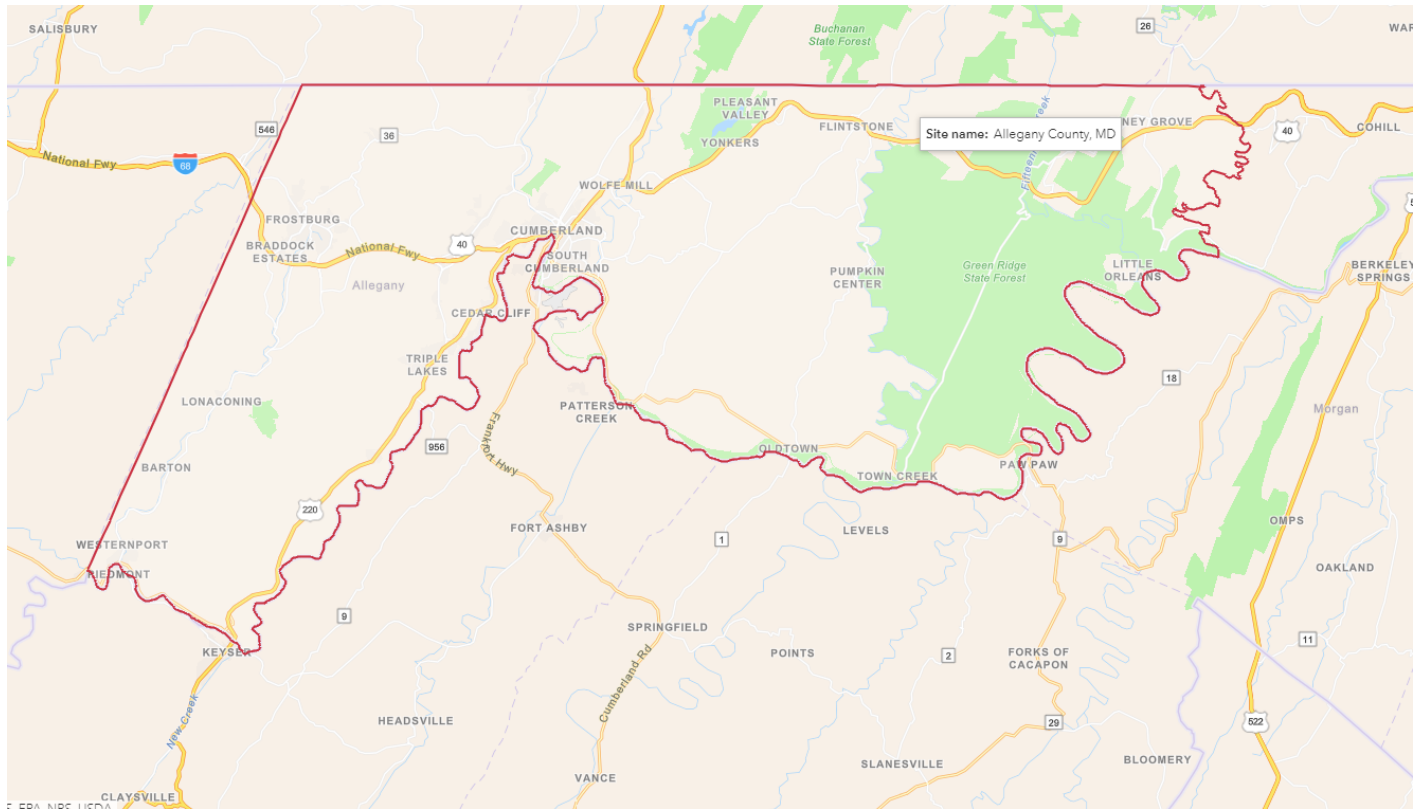 SALISBURY
Buchanan
State Forest
26
WAR
546
36
PLEASANT
VALLEY
FLINTSTONE
Site name: Allegany County, MD
NEY GROVE
40
COHILL
National Fwy
68
YONKERS
Fifteen
eek
WOLFE MILL
FROSTBURG
CUMBERLAND
40
National Fwy
BRADDOCK
ESTATES
SOUTH
CUMBERLAND
Allegany
PUMPKIN
CENTER
Green Ridge
State Forest
LITTLE
ORLEANS
BERKELEY
SPRINGS
CEDAR CLIFF
TRIPLE
LAKES
18
LONACONING
PATTERSON
CREEK
Morgan
Frankfort Hwy
956
BARTON
OLDTOWN
TOWN CREEK
PAW PAW
220
FORT ASHBY
LEVELS
OMPS
WESTERNPORT
PIEDMONT
1
9
OAKLAND
9
SPRINGFIELD
11
KEYSER
POINTS
2
FORKS OF
CACAPON
Cumberland Rd
New Creek
HEADSVILLE
29
522
SLANESVILLE
BLOOMERY
VANCE
CLAYSVILLE
S, EPA, NPS, USDA